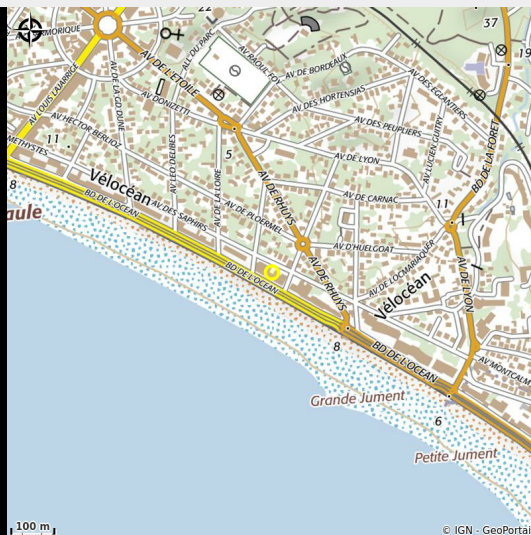 22
37
19
AMORIQUE
ALL DU PARC
AV DE L'ETOILE
AV RAOUL JOY
AV DE BORDEAUX
AV DES EGLANTIERS
AV LOUIS LAJARRIGE
AV DE LA GD DUNE
AV DONIZETTI
AV DES HORTENSIAS
AV DES PEUPLIERS
AV LUCIEN GUITRY
BD DE LA FORET
AV HECTOR BERLIOZ
11
METHYSTES
5
AV DE LYON
8
Vélocéan
AV LEO DELIBES
AV DE LA LOIRE
AV DE RHUYS
AV DE CARNAC
BD DE L'OCEAN
AV DES SAPHIRS
AV DE PLOERMEL
11
aule
AV D'HUELGOAT
AV DE LOCMARIAQUER
BD DE L'OCEAN
AV DE RHUYS
Vélocéan
AV DE LYON
8
BD DE L'OCEAN
AV MONTCALM
Grande Jument
6
Petite Jument
100 m
© IGN - GeoPortai